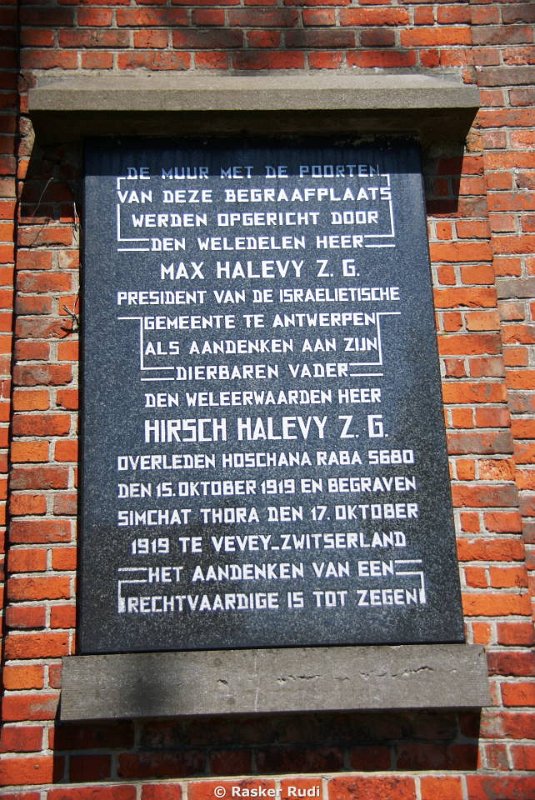 DE MUUR MET DE POORTEN
VAN DEZE BEGRAAFPLAATS
WERDEN OPGERICHT DOOR
DEN WELEDELEN HEER
MAX HALEVY Z. G.
PRESIDENT VAN DE ISRAELIETISCHE
GEMEENTE TE ANTWERPEN
ALS AANDENKEN AAN ZIJN
DIERBAREN VADER
DEN WELEERWAARDEN HEER
HIRSCH HALEVY Z. G.
OVERLEDEN HOSCHANA RABA 5680
DEN 15. OKTOBER 1919 EN BEGRAVEN
SIMCHAT THORA DEN 17. OKTOBER
1919 TE VEVEY_ZWITSERLAND
HET AANDENKEN VAN EEN
RECHTVAARDIGE IS TOT ZEGEN
© Rasker Rudi